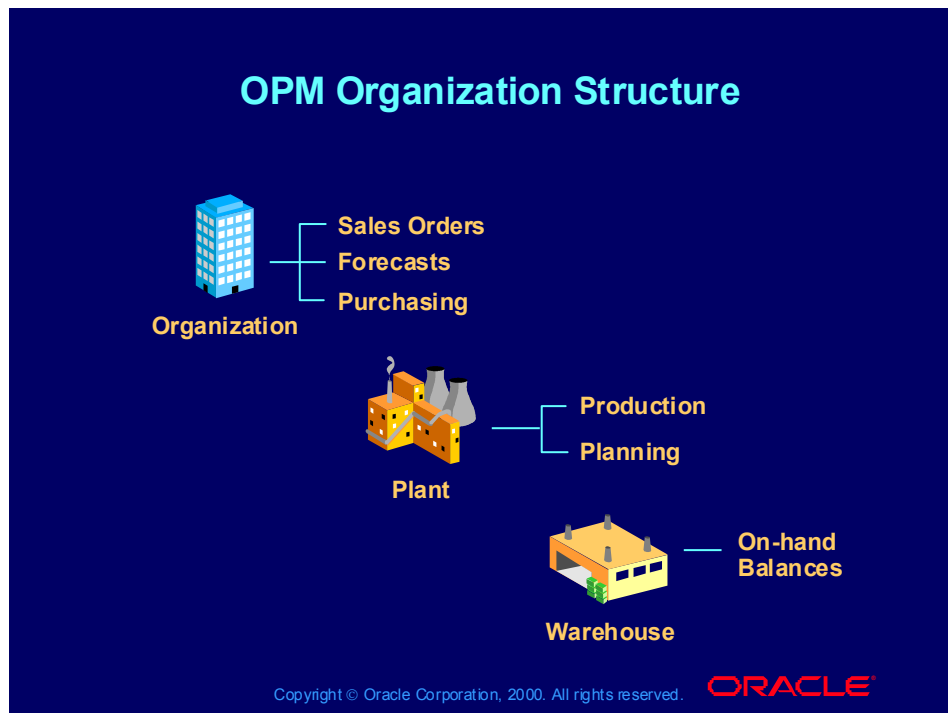 OPM Organization Structure
Sales Orders
Forecasts
Purchasing
Organization
Production
Planning
Plant
On-hand
Balances
Warehouse
Copyright © Oracle Corporation, 2000. All rights reserved.
ORACLE®